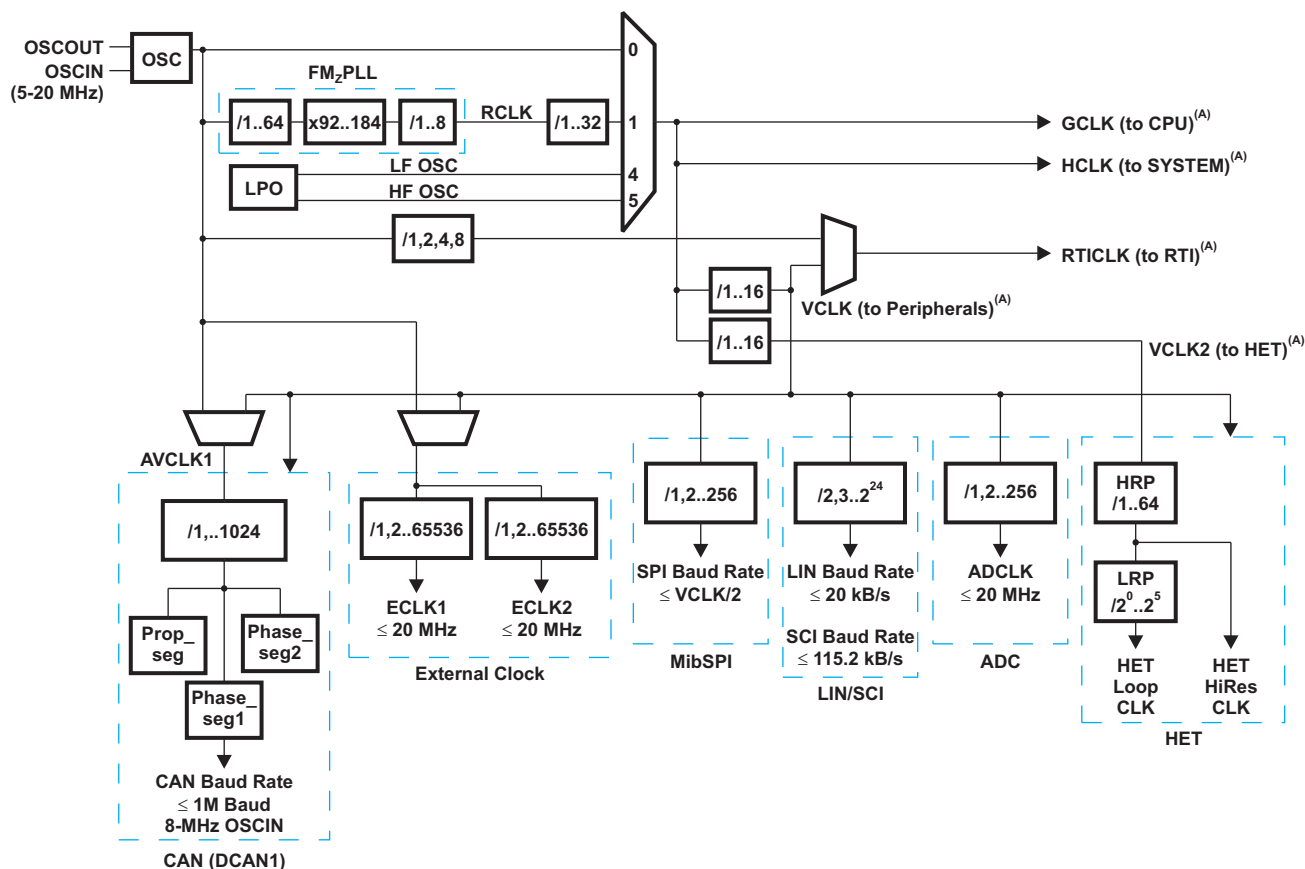 OSCOUT
OSCIN
(5-20 MHz)
OSC
FMzPLL
/1..64
x92..184
/1..8
RCLK
/1..32
LPO
LF OSC
HF OSC
0
1
4
5
GCLK (to CPU)(A)
HCLK (to SYSTEM)(A)
/1,2,4,8
RTICLK (to RTI)(A)
/1..16
VCLK (to Peripherals)(A)
/1..16
VCLK2 (to HET)(A)
AVCLK1
/1,..1024
Prop_
seg
Phase_
seg2
Phase_
seg1
CAN Baud Rate
≤ 1M Baud
8-MHz OSCIN
CAN (DCAN1)
/1,2..65536
/1,2..65536
ECLK1
≤ 20 MHz
ECLK2
≤ 20 MHz
External Clock
/1,2..256
SPI Baud Rate
≤ VCLK/2
MibSPI
/2,3..2^24
LIN Baud Rate
≤ 20 kB/s
SCI Baud Rate
≤ 115.2 kB/s
LIN/SCI
/1,2..256
ADCLK
≤ 20 MHz
ADC
HRP
/1..64
LRP
/2^0..2^5
HET
Loop
CLK
HET
HiRes
CLK
HET